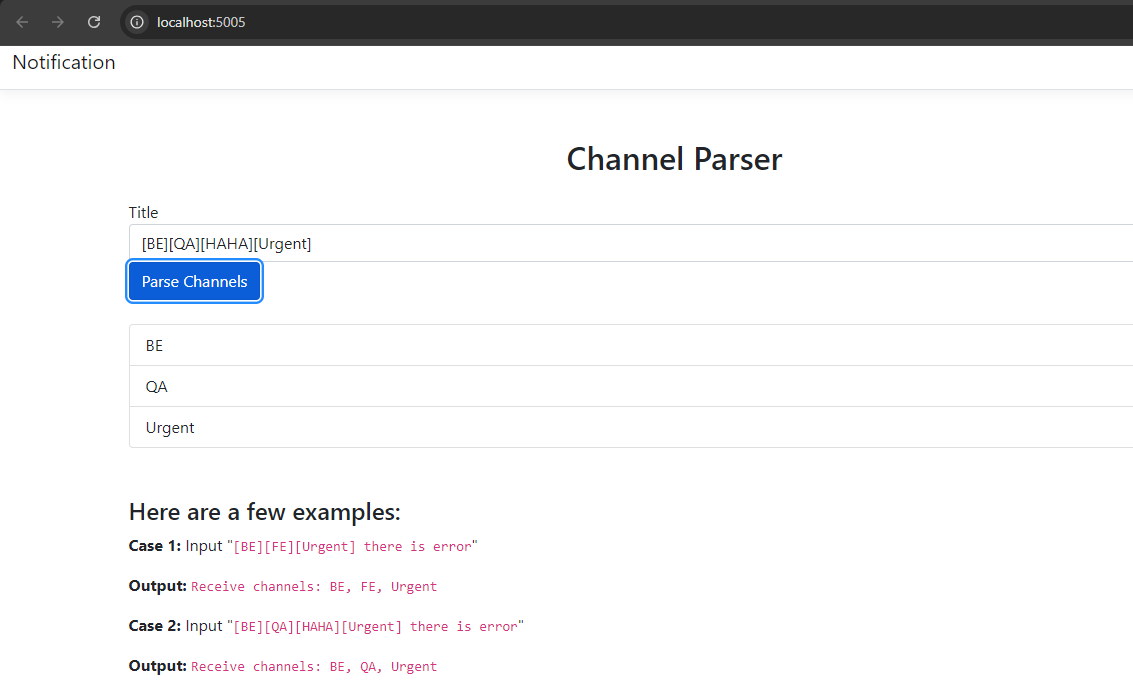 localhost:5005
Notification
Channel Parser
Title
[BE][QA][HAHA][Urgent]
Parse Channels
BE
QA
Urgent
Here are a few examples:
Case 1: Input "[BE][FE][Urgent] there is error"
Output: Receive channels: BE, FE, Urgent
Case 2: Input "[BE][QA][HAHA][Urgent] there is error"
Output: Receive channels: BE, QA, Urgent